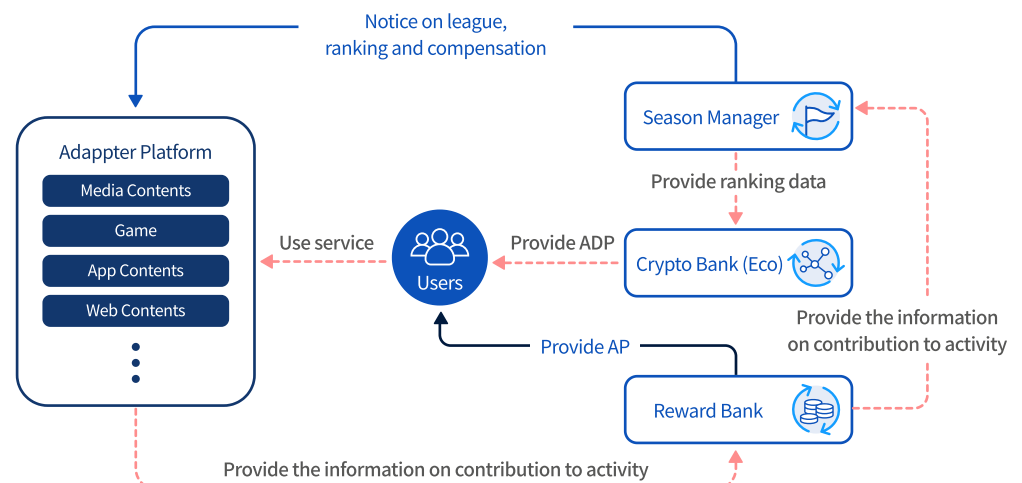 Notice on league,
ranking and compensation
Season Manager
Adappter Platform
Media Contents
Game
App Contents
Web Contents
Provide ranking data
Use service
Users
Provide ADP
Crypto Bank (Eco)
Provide the information
on contribution to activity
Provide AP
Reward Bank
Provide the information on contribution to activity